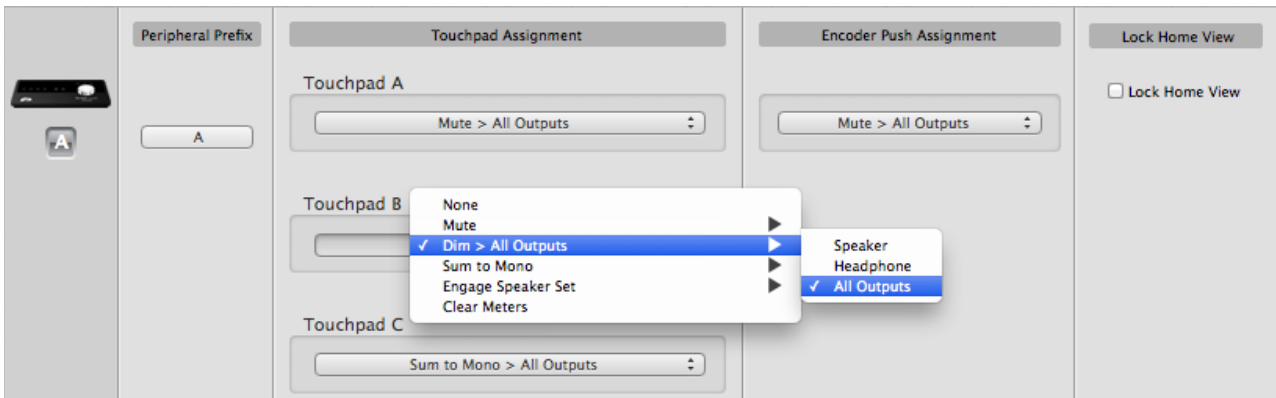 Peripheral Prefix
Touchpad Assignment
Encoder Push Assignment
Lock Home View
Touchpad A
Lock Home View
Mute > All Outputs
Mute > All Outputs
A
A
Touchpad B
None
Mute
Dim > All Outputs
Speaker
Sum to Mono
Headphone
Engage Speaker Set
All Outputs
Clear Meters
Touchpad C
Sum to Mono > All Outputs